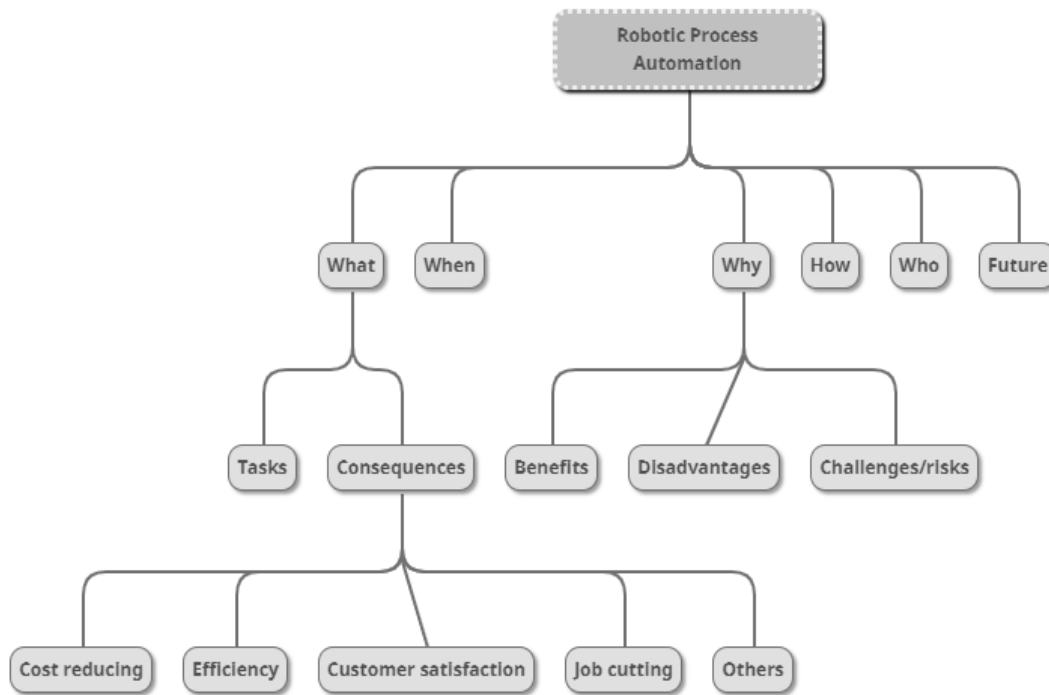 Robotic Process
Automation
What
When
Why
How
Who
Future
Tasks
Consequences
Benefits
Disadvantages
Challenges/risks
Cost reducing
Efficiency
Customer satisfaction
Job cutting
Others